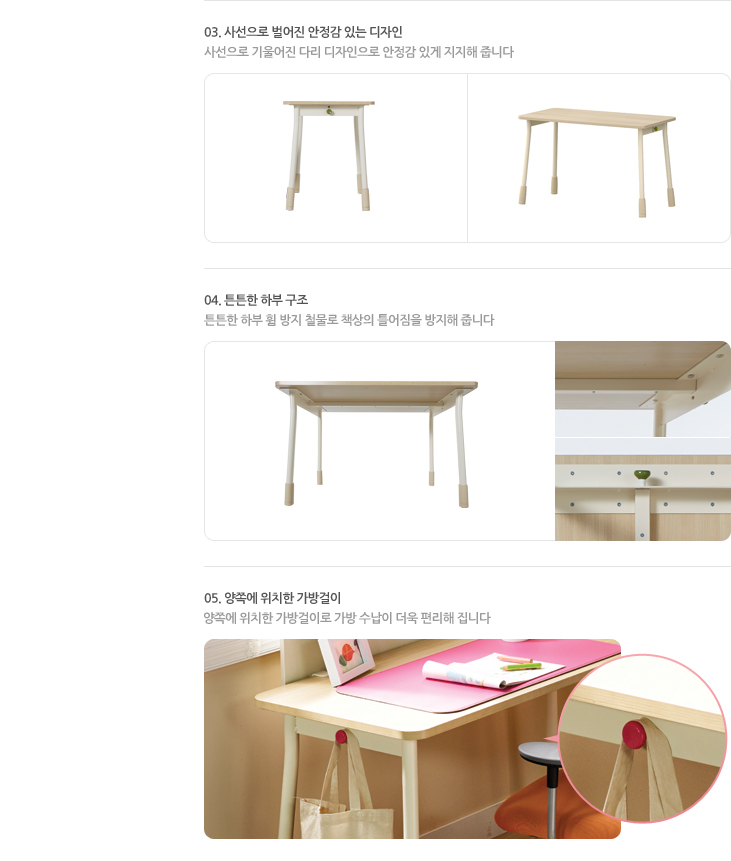 03. 사선으로 벌어진 안정감 있는 디자인
사선으로 기울어진 다리 디자인으로 안정감 있게 지지해 줍니다
04. 튼튼한 하부 구조
튼튼한 하부 휨 방지 철물로 책상의 틀어짐을 방지해 줍니다
05. 양쪽에 위치한 가방걸이
양쪽에 위치한 가방걸이로 가방 수납이 더욱 편리해 집니다